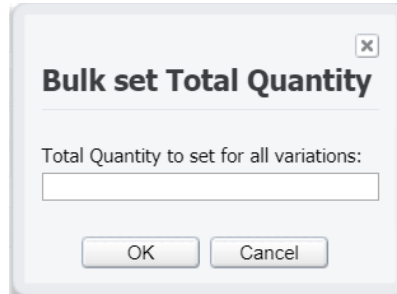 Bulk set Total Quantity
Total Quantity to set for all variations:
OK
Cancel